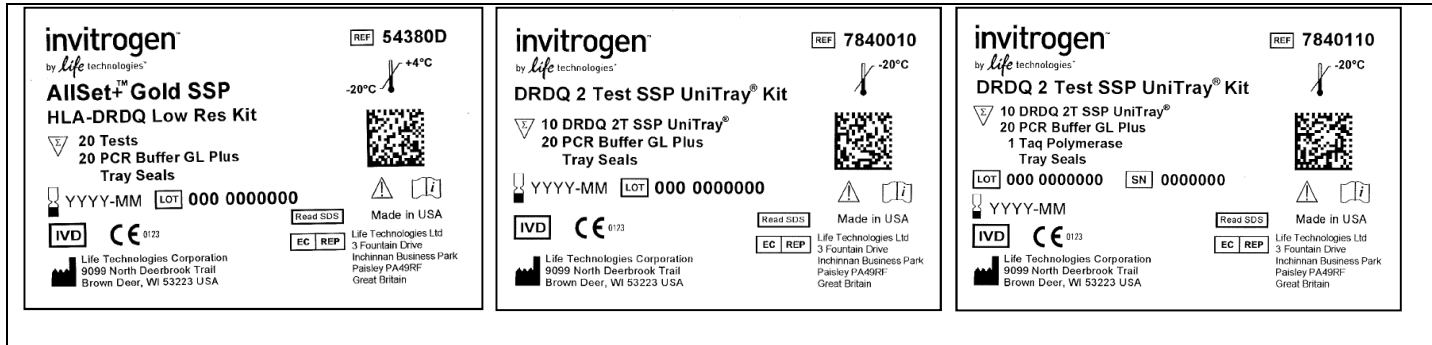 invitrogen™
by life technologies™
REF 54380D
+4°C
-20°C
AllSet+™ Gold SSP
HLA-DRDQ Low Res Kit
Σ 20 Tests
20 PCR Buffer GL Plus
Tray Seals
YYYY-MM LOT 000 0000000
i
Made in USA
Read SDS
IVD CE 0123
EC REP
Life Technologies Ltd
3 Fountain Drive
Inchinnan Business Park
Paisley PA49RF
Great Britain
Life Technologies Corporation
9099 North Deerbrook Trail
Brown Deer, WI 53223 USA
invitrogen™
by life technologies™
REF 7840010
-20°C
DRDQ 2 Test SSP UniTray® Kit
Σ 10 DRDQ 2T SSP UniTray®
20 PCR Buffer GL Plus
Tray Seals
YYYY-MM LOT 000 0000000
i
Made in USA
Read SDS
IVD CE 0123
EC REP
Life Technologies Ltd
3 Fountain Drive
Inchinnan Business Park
Paisley PA49RF
Great Britain
Life Technologies Corporation
9099 North Deerbrook Trail
Brown Deer, WI 53223 USA
invitrogen™
by life technologies™
REF 7840110
-20°C
DRDQ 2 Test SSP UniTray® Kit
Σ 10 DRDQ 2T SSP UniTray®
20 PCR Buffer GL Plus
1 Taq Polymerase
Tray Seals
LOT 000 0000000 SN 0000000
i
YYYY-MM
Made in USA
Read SDS
IVD CE 0123
EC REP
Life Technologies Ltd
3 Fountain Drive
Inchinnan Business Park
Paisley PA49RF
Great Britain
Life Technologies Corporation
9099 North Deerbrook Trail
Brown Deer, WI 53223 USA